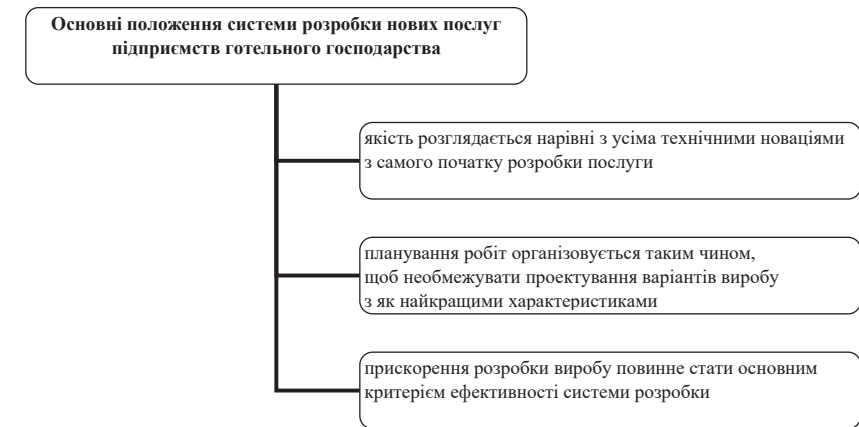 Основні положення системи розробки нових послуг
підприємств готельного господарства
якість розглядається нарівні з усіма технічними новаціями
з самого початку розробки послуги
планування робіт організовується таким чином,
щоб необмежувати проектування варіантів виробу
з як найкращими характеристиками
прискорення розробки виробу повинне стати основним
критерієм ефективності системи розробки